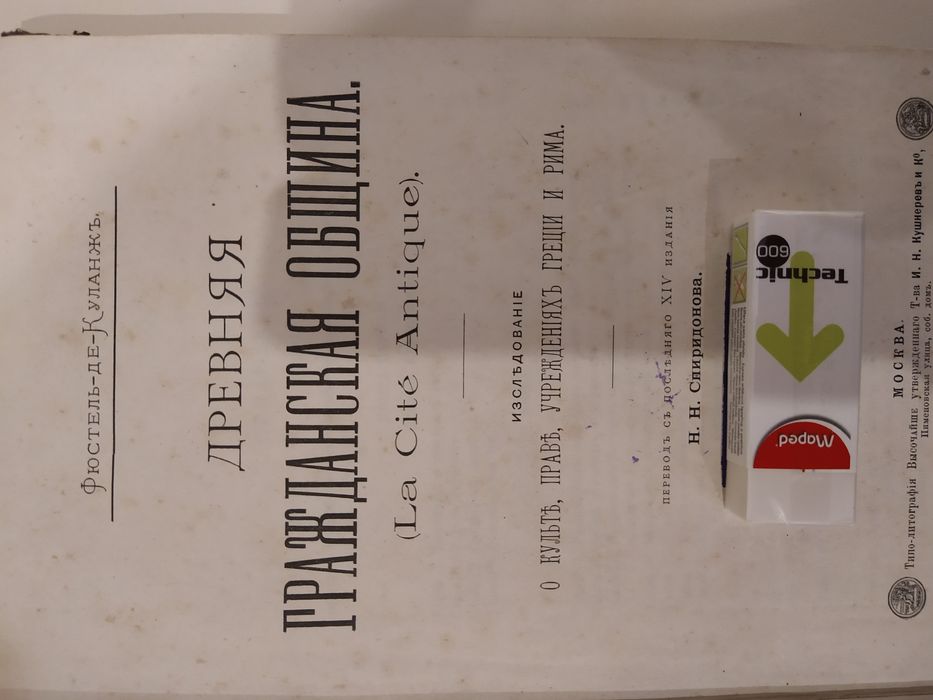 Фюстель-де-Куланжъ.
ДРЕВНЯЯ
ГРАЖДАНСКАЯ ОБЩИНА.
(La Cité Antique).
ИЗСЛѢДОВАНІЕ
О КУЛЬТѢ, ПРАВѢ, УЧРЕЖДЕНІЯХЪ ГРЕЦІИ И РИМА.
ПЕРЕВОДЪ СЪ ПОСЛѢДНЯГО XIV ИЗДАНІЯ
Н. Н. Спиридонова.
Technic
600
Maped
МОСКВА.
Типо-литографія Высочайше утвержденнаго Т-ва И. Н. Кушнеревъ и Кº,
Пименовская улица, соб. домъ.